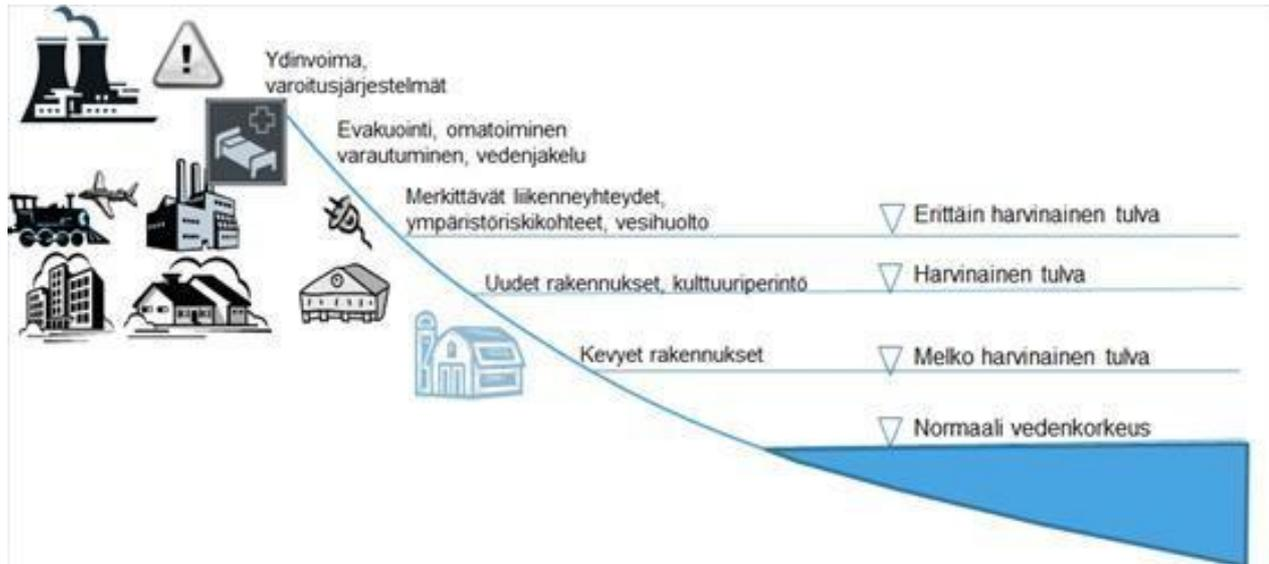 Ydinvoima,
varoitusjärjestelmät
Evakuointi, omatoiminen
varautuminen, vedenjakelu
Merkittävät liikenneyhteydet,
ympäristöriskikohteet, vesihuolto
Erittäin harvinainen tulva
Uudet rakennukset, kulttuuriperintö
Harvinainen tulva
Kevyet rakennukset
Melko harvinainen tulva
Normaali vedenkorkeus